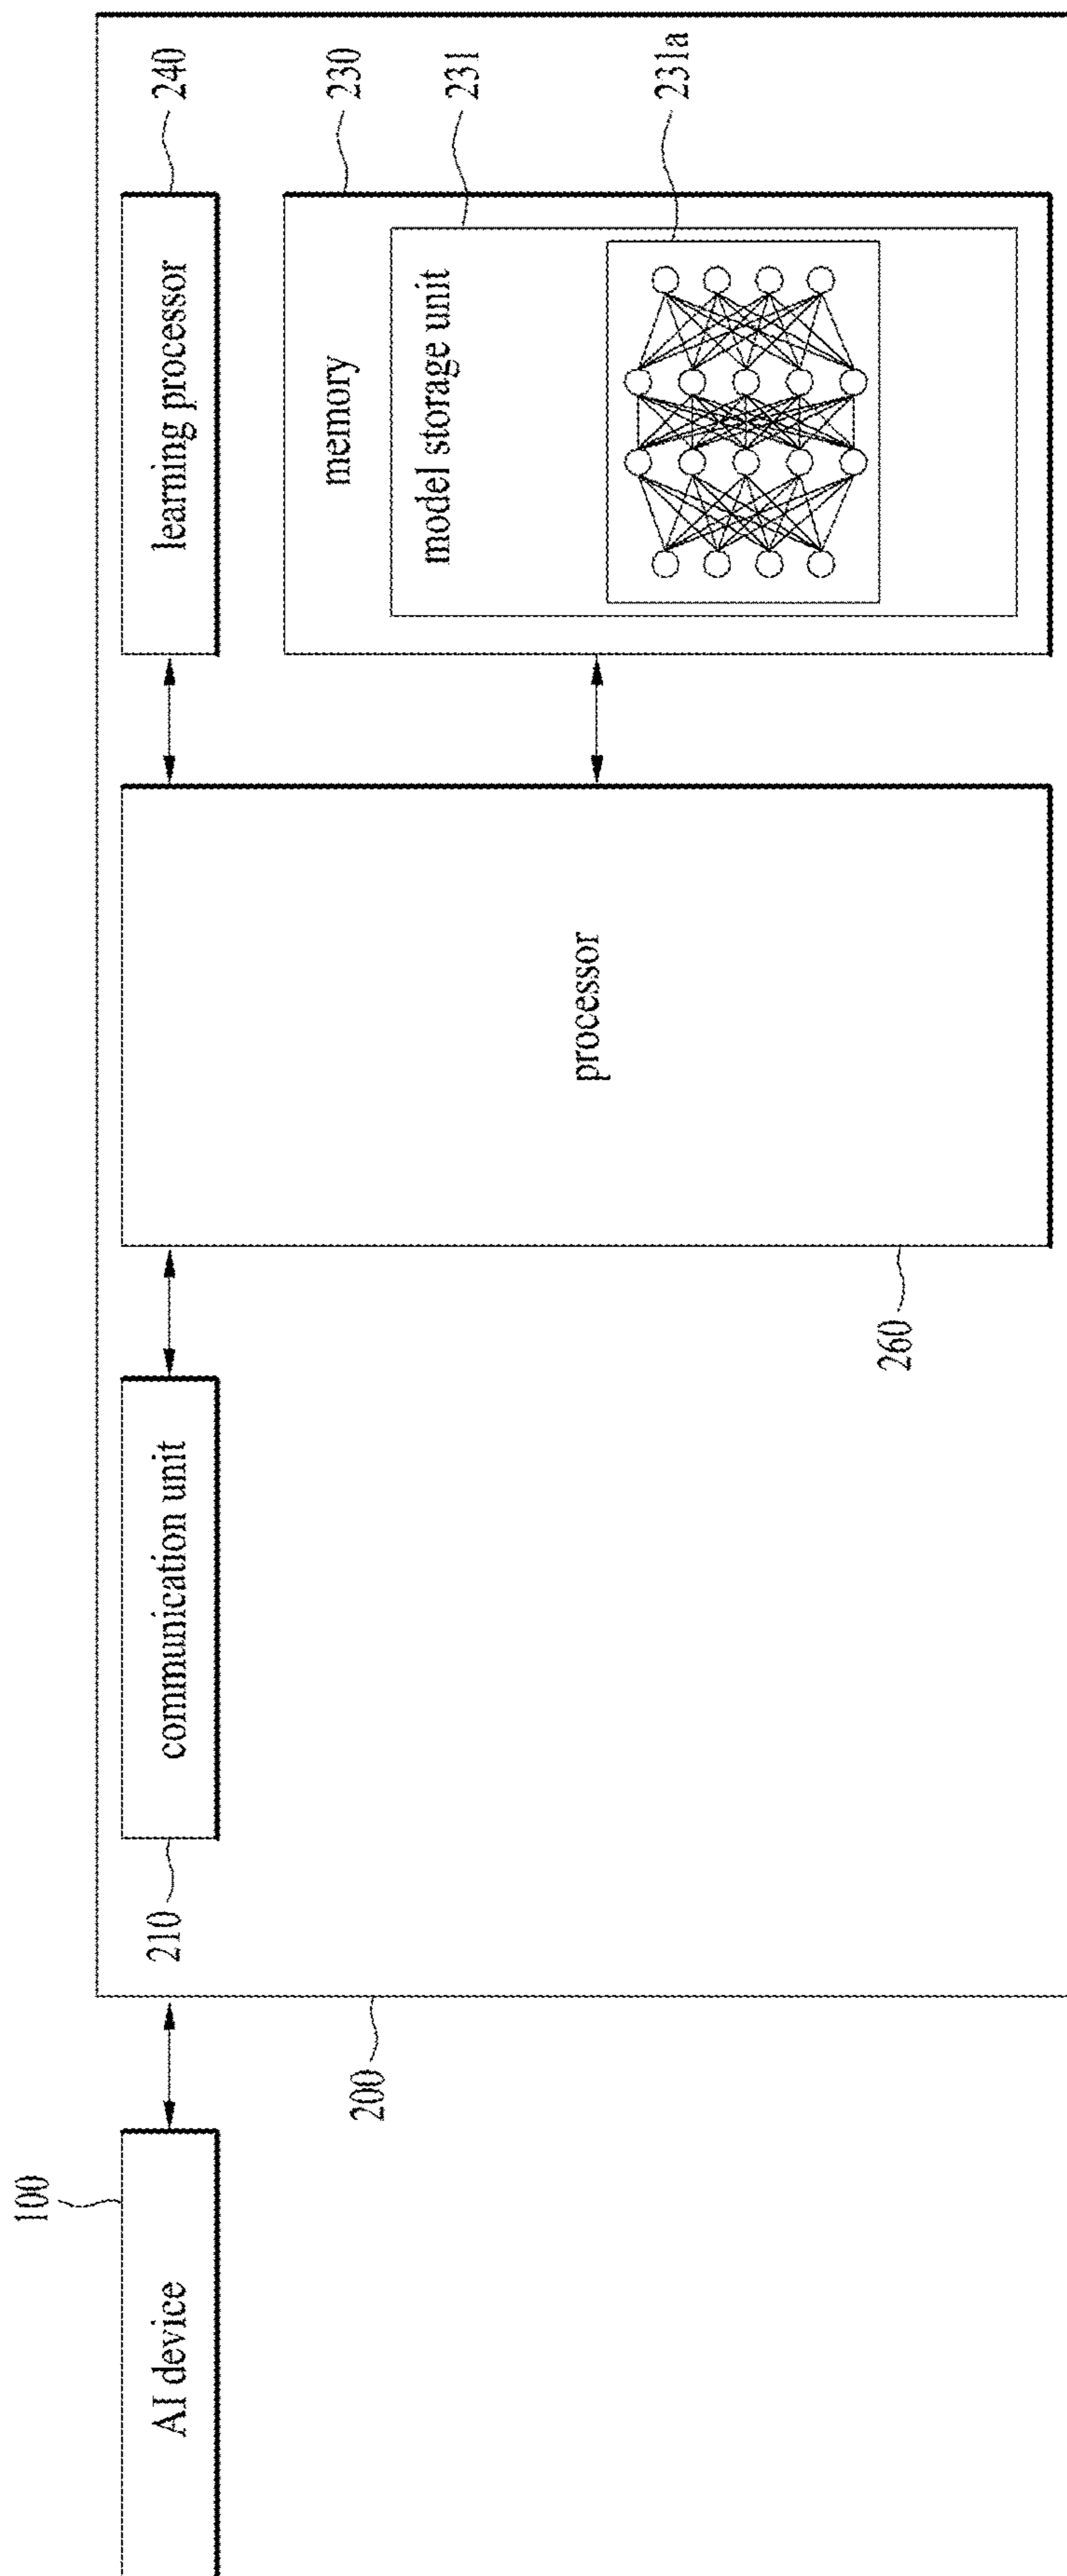 100
AI device
200
210
communication unit
260
processor
learning processor
240
memory
230
model storage unit
231
231a